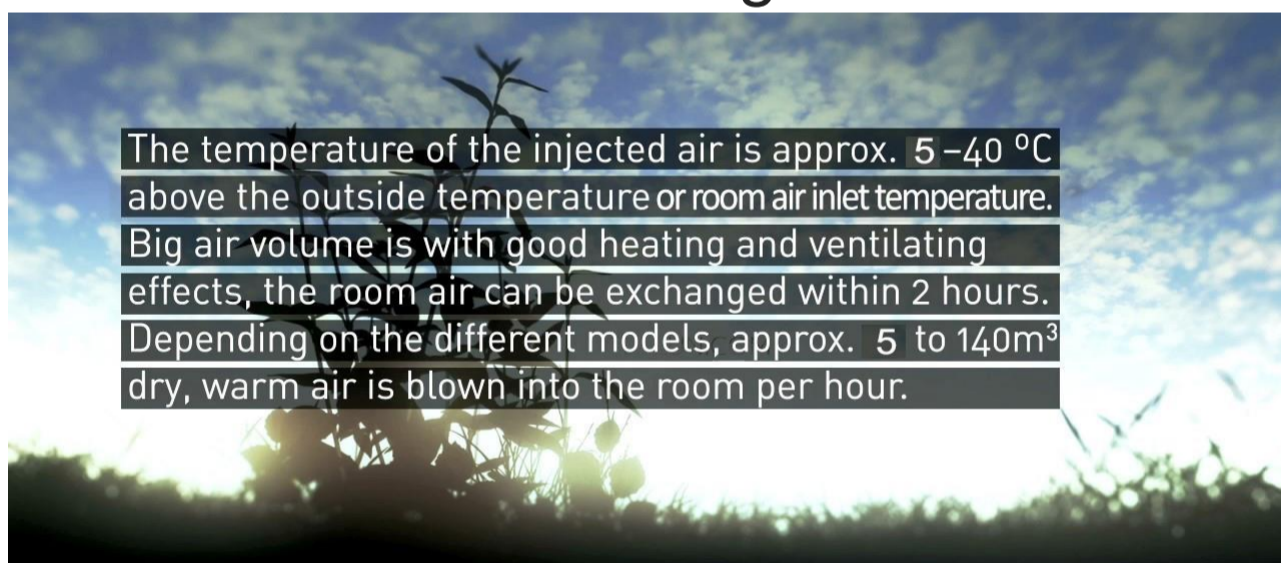 The temperature of the injected air is approx. 5–40 ⁰C
above the outside temperature or room air inlet temperature.
Big air volume is with good heating and ventilating
effects, the room air can be exchanged within 2 hours.
Depending on the different models, approx. 5 to 140m³
dry, warm air is blown into the room per hour.